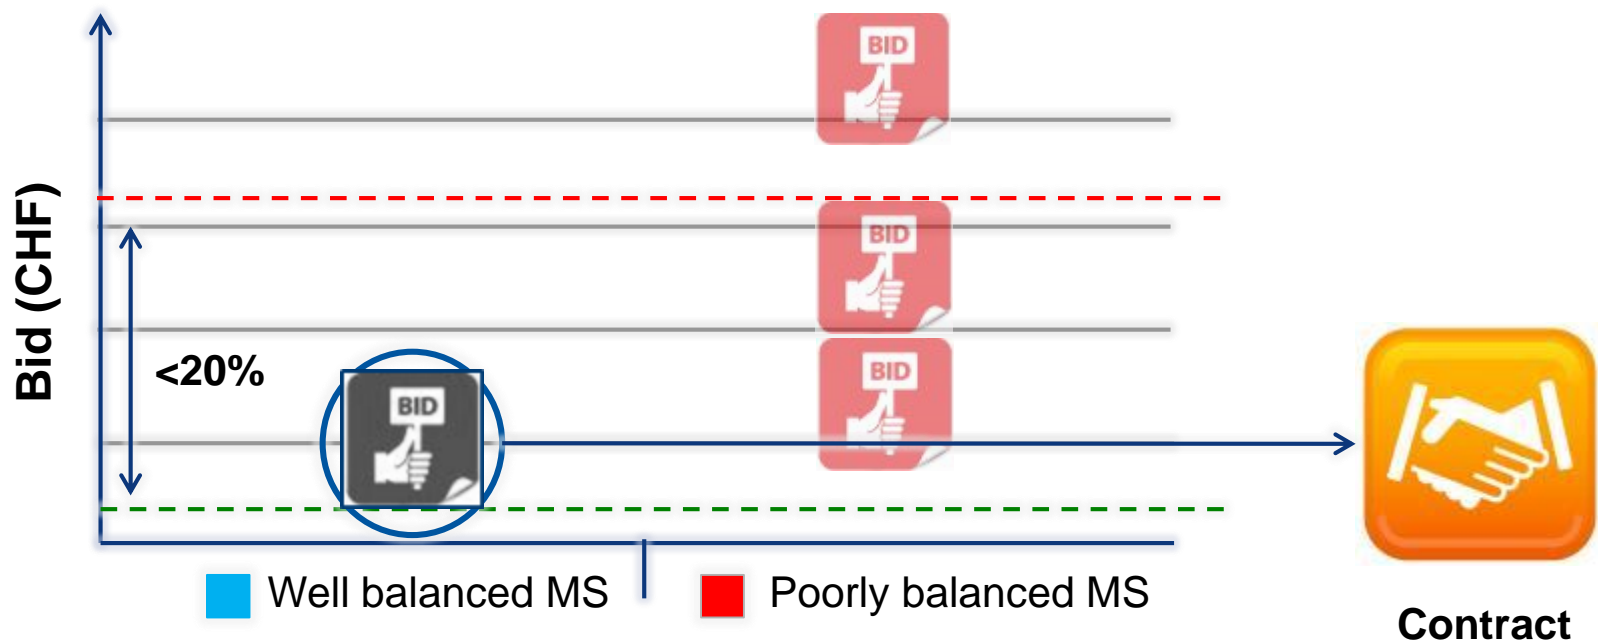 BID
Bid (CHF)
BID
<20%
BID
BID
Well balanced MS
Poorly balanced MS
Contract